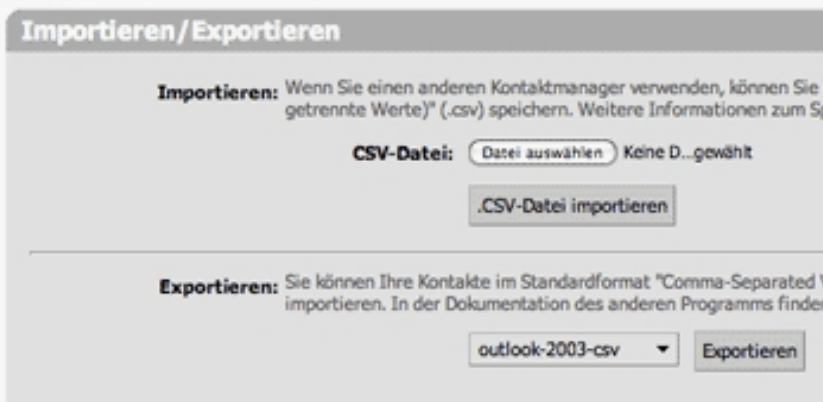 Importieren/Exportieren
Importieren: Wenn Sie einen anderen Kontaktmanager verwenden, können Sie
getrennte Werte)" (.csv) speichern. Weitere Informationen zum
CSV-Datei: Datei auswählen Keine D...gewählt
.CSV-Datei importieren
Exportieren: Sie können Ihre Kontakte im Standardformat "Comma-Separated
importieren. In der Dokumentation des anderen Programms
outlook-2003-csv Exportieren